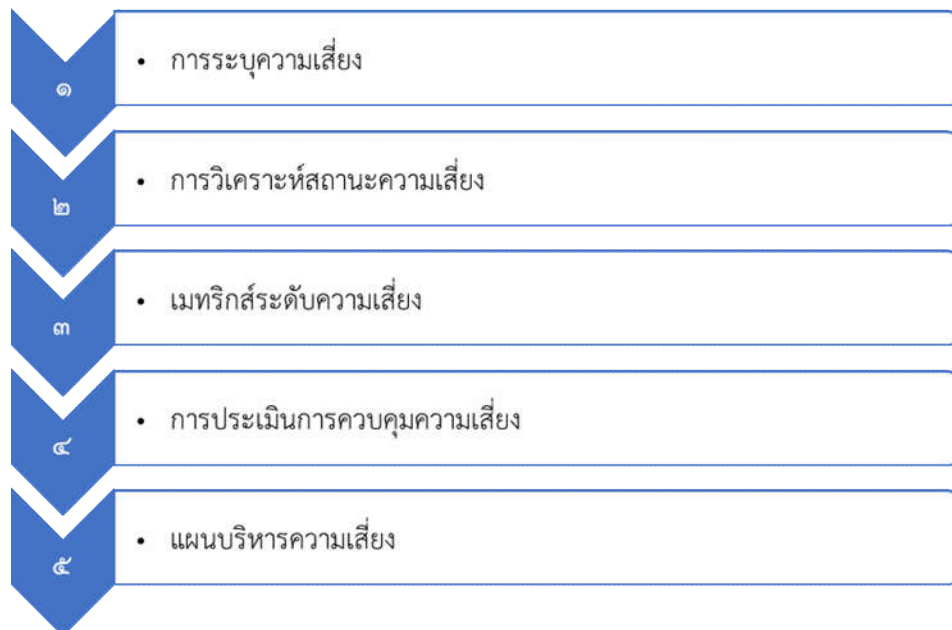 ๑
• การระบุความเสี่ยง
๒
• การวิเคราะห์สถานะความเสี่ยง
๓
• เมทริกส์ระดับความเสี่ยง
๔
• การประเมินการควบคุมความเสี่ยง
๕
• แผนบริหารความเสี่ยง